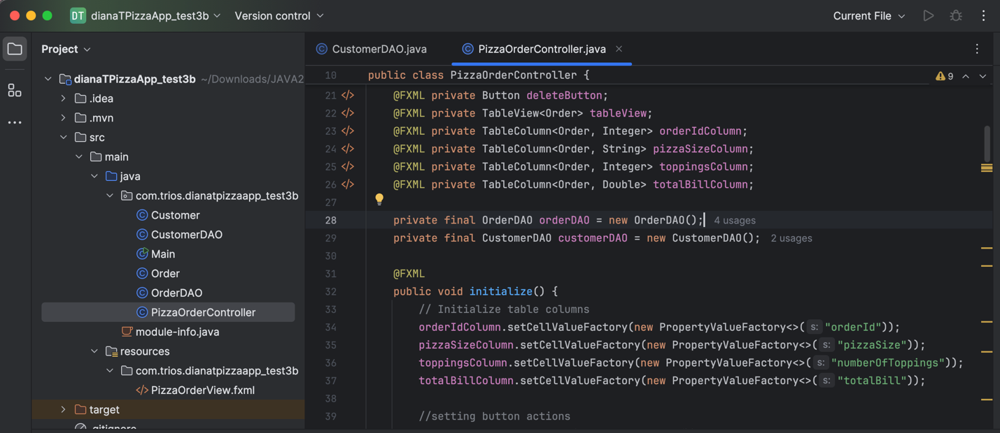 DT dianaTPizzaApp_test3b Version control Current File
Project
dianaTPizzaApp_test3b ~/Downloads/JAVA2
.idea
.mvn
src
main
java
com.trios.dianatpizzaapp_test3b
Customer
CustomerDAO
Main
Order
OrderDAO
PizzaOrderController
module-info.java
resources
com.trios.dianatpizzaapp_test3b
PizzaOrderView.fxml
target
.gitignore
CustomerDAO.java PizzaOrderController.java
10 public class PizzaOrderController { 9
21 </> @FXML private Button deleteButton;
22 </> @FXML private TableView<Order> tableView;
23 </> @FXML private TableColumn<Order, Integer> orderIdColumn;
24 </> @FXML private TableColumn<Order, String> pizzaSizeColumn;
25 </> @FXML private TableColumn<Order, Integer> toppingsColumn;
26 </> @FXML private TableColumn<Order, Double> totalBillColumn;
27
28 private final OrderDAO orderDAO = new OrderDAO(); 4 usages
29 private final CustomerDAO customerDAO = new CustomerDAO(); 2 usages
30
31 @FXML
32 public void initialize() {
33 // Initialize table columns
34 orderIdColumn.setCellValueFactory(new PropertyValueFactory<>( s: "orderId"));
35 pizzaSizeColumn.setCellValueFactory(new PropertyValueFactory<>( s: "pizzaSize"));
36 toppingsColumn.setCellValueFactory(new PropertyValueFactory<>( s: "numberOfToppings"));
37 totalBillColumn.setCellValueFactory(new PropertyValueFactory<>( s: "totalBill"));
38
39 //setting button actions